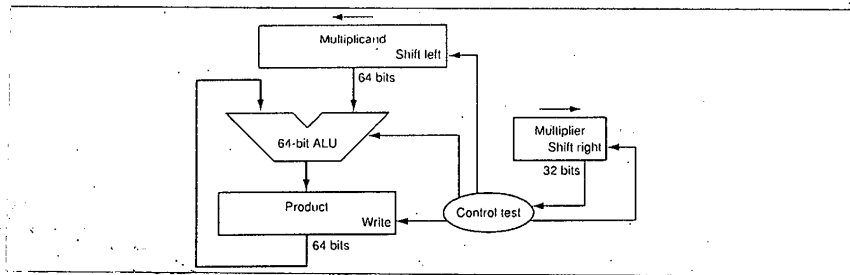 Multiplicand
Shift left
64 bits
64-bit ALU
Multiplier
Shift right
32 bits
Product
Write
Control test
64 bits